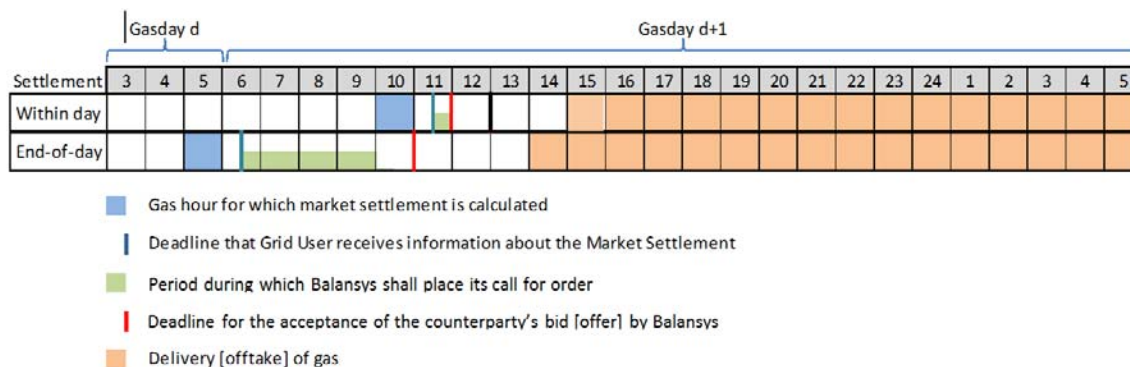 Gasday d Gasday d+1
Settlement 3 4 5 6 7 8 9 10 11 12 13 14 15 16 17 18 19 20 21 22 23 24 1 2 3 4 5
Within day
End-of-day
Gas hour for which market settlement is calculated
Deadline that Grid User receives information about the Market Settlement
Period during which Balansys shall place its call for order
Deadline for the acceptance of the counterparty's bid [offer] by Balansys
Delivery [offtake] of gas